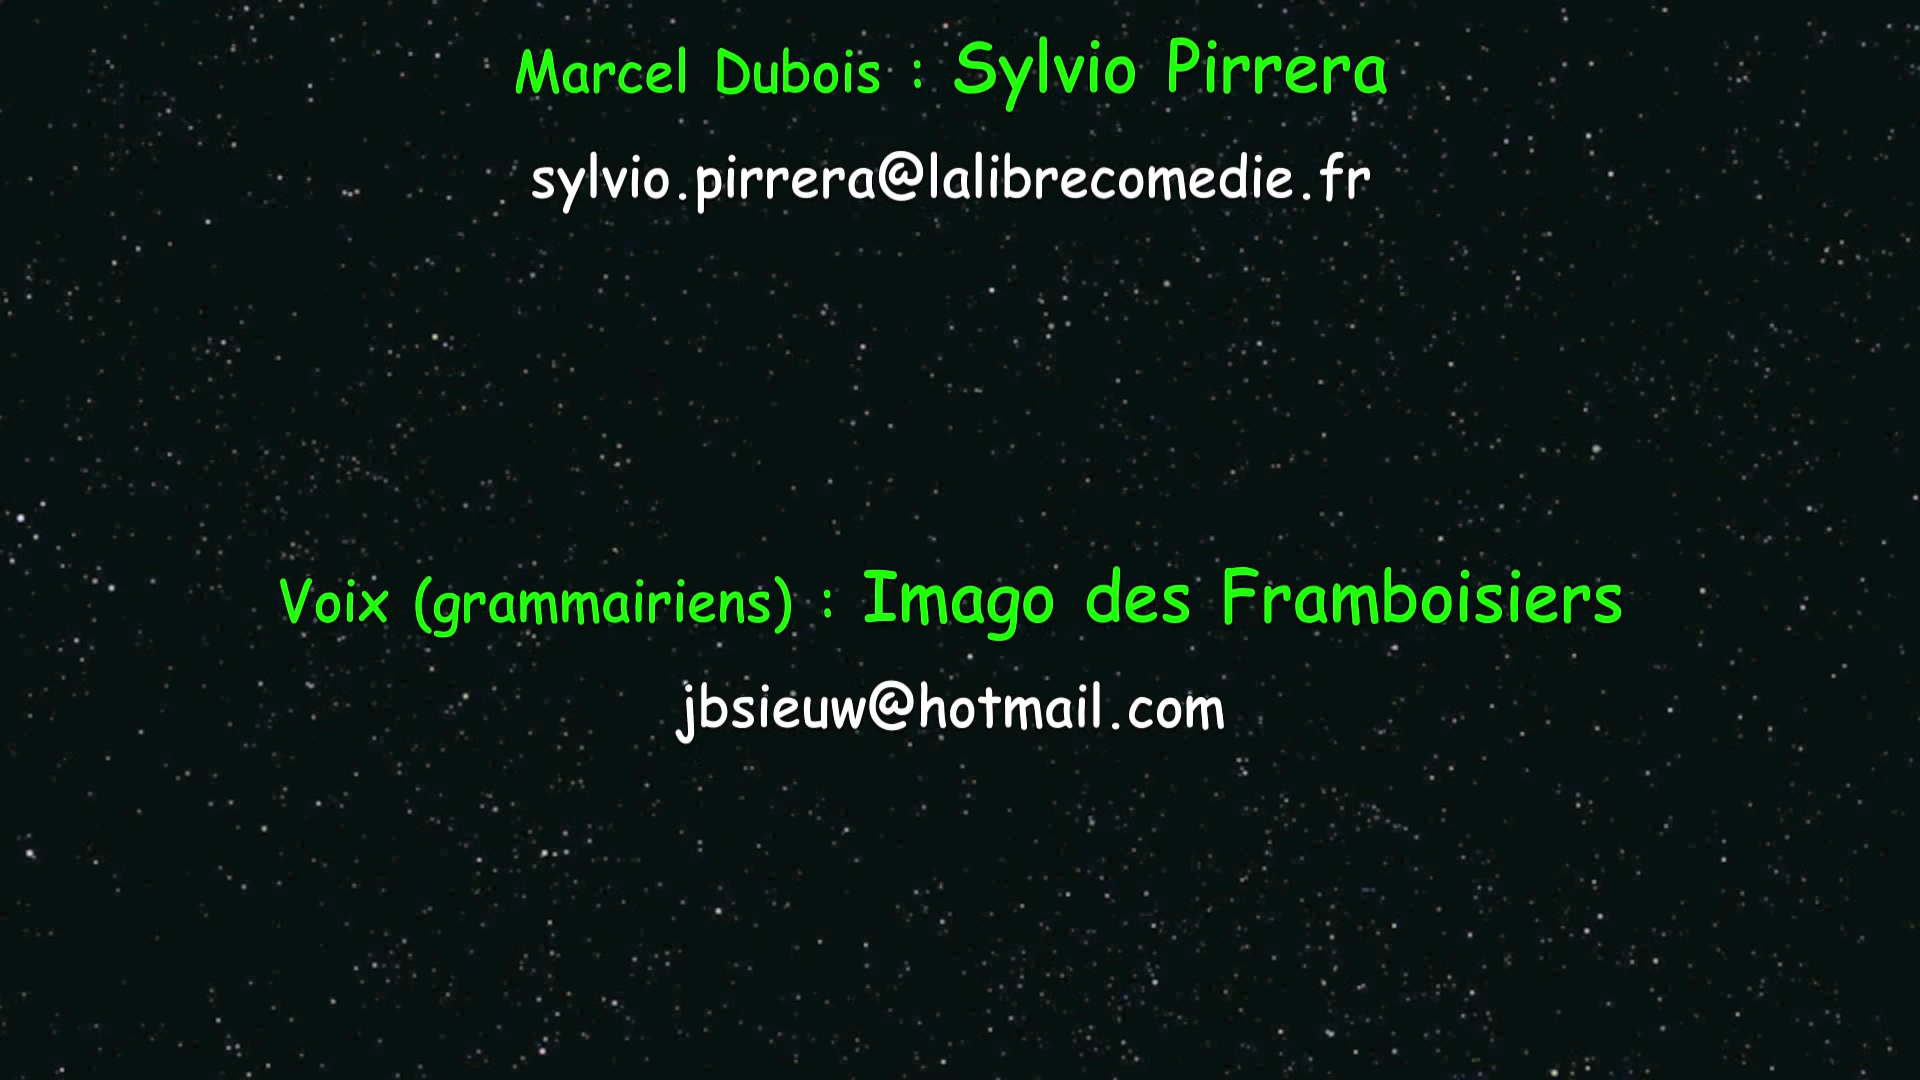 Marcel Dubois : Sylvio Pirrera
sylvio.pirrera@lalibrecomedie.fr
Voix (grammairiens) : Imago des Framboisiers
jbsieuw@hotmail.com